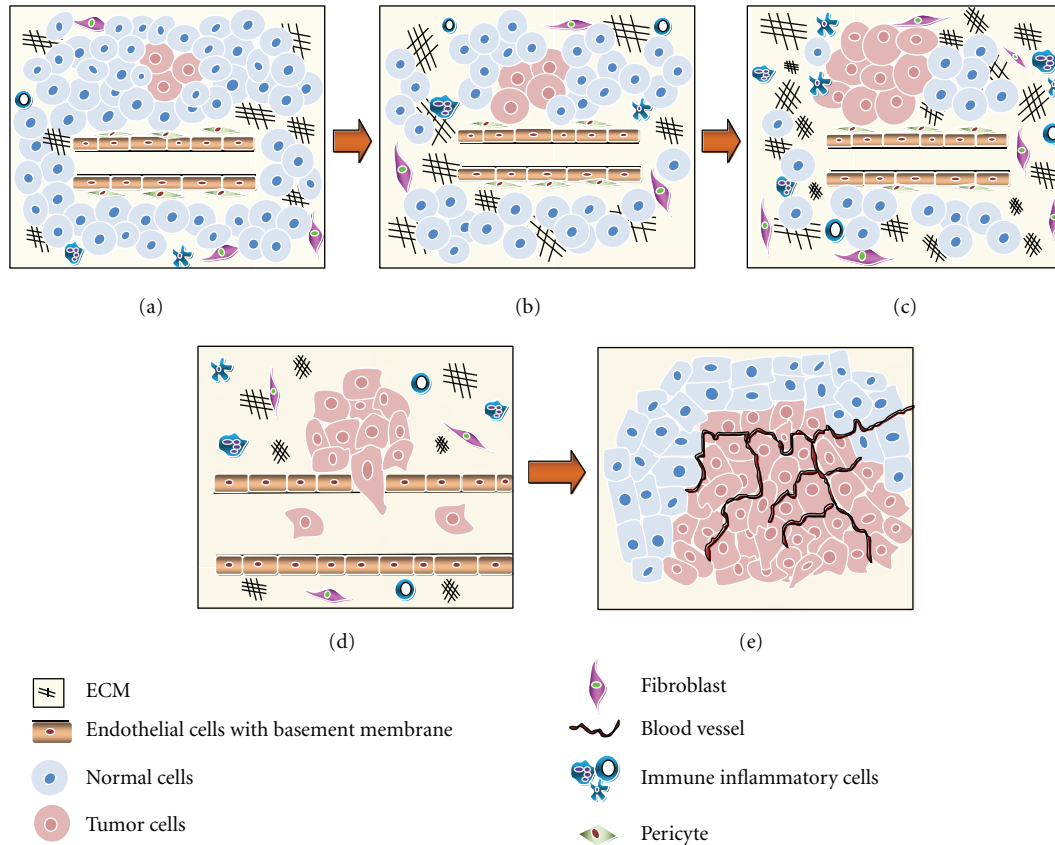 (a)
(b)
(c)
(d)
(e)
ECM
Endothelial cells with basement membrane
Normal cells
Tumor cells
Fibroblast
Blood vessel
Immune inflammatory cells
Pericyte